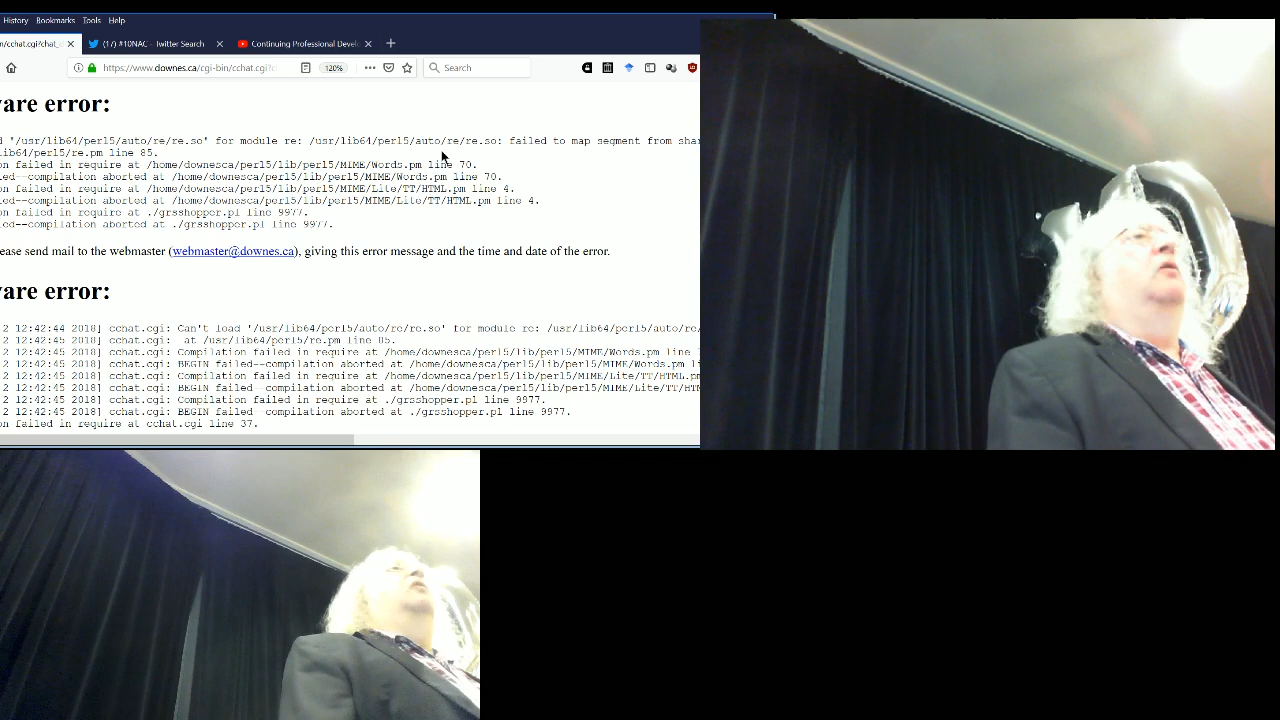 History Bookmarks Tools Help
n/cchat.cgi?chat_c (17) #10NAC - Twitter Search Continuing Professional Devel
https://www.downes.ca/cgi-bin/cchat.cgi?c 120% Search
are error:
d '/usr/lib64/perl5/auto/re/re.so' for module re: /usr/lib64/perl5/auto/re/re.so: failed to map segment from shar
lib64/perl5/re.pm line 85.
on failed in require at /home/downesca/perl5/lib/perl5/MIME/Words.pm line 70.
led--compilation aborted at /home/downesca/perl5/lib/perl5/MIME/Words.pm line 70.
on failed in require at /home/downesca/perl5/lib/perl5/MIME/Lite/TT/HTML.pm line 4.
led--compilation aborted at /home/downesca/perl5/lib/perl5/MIME/Lite/TT/HTML.pm line 4.
on failed in require at ./grsshopper.pl line 9977.
led--compilation aborted at ./grsshopper.pl line 9977.
ease send mail to the webmaster (webmaster@downes.ca), giving this error message and the time and date of the error.
are error:
2 12:42:44 2018] cchat.cgi: Can't load '/usr/lib64/perl5/auto/re/re.so' for module re: /usr/lib64/perl5/auto/re/
2 12:42:45 2018] cchat.cgi:  at /usr/lib64/perl5/re.pm line 85.
2 12:42:45 2018] cchat.cgi: Compilation failed in require at /home/downesca/perl5/lib/perl5/MIME/Words.pm line
2 12:42:45 2018] cchat.cgi: BEGIN failed--compilation aborted at /home/downesca/perl5/lib/perl5/MIME/Words.pm li
2 12:42:45 2018] cchat.cgi: Compilation failed in require at /home/downesca/perl5/lib/perl5/MIME/Lite/TT/HTML.pm
2 12:42:45 2018] cchat.cgi: BEGIN failed--compilation aborted at /home/downesca/perl5/lib/perl5/MIME/Lite/TT/HT
2 12:42:45 2018] cchat.cgi: Compilation failed in require at ./grsshopper.pl line 9977.
2 12:42:45 2018] cchat.cgi: BEGIN failed--compilation aborted at ./grsshopper.pl line 9977.
on failed in require at cchat.cgi line 37.